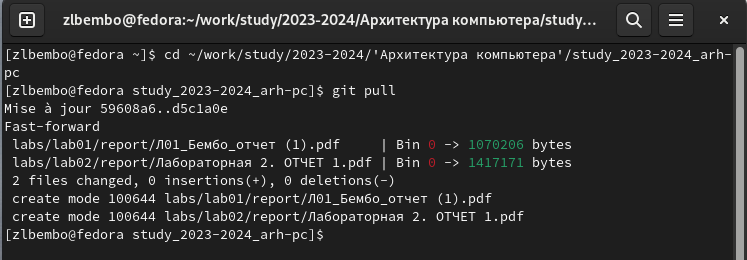 zlbembo@fedora:~/work/study/2023-2024/Архитектура компьютера/study...
[zlbembo@fedora ~]$ cd ~/work/study/2023-2024/'Архитектура компьютера'/study_2023-2024_arh-
pc
[zlbembo@fedora study_2023-2024_arh-pc]$ git pull
Mise à jour 59608a6..d5c1a0e
Fast-forward
 labs/lab01/report/Л01_Бембо_отчет (1).pdf     | Bin 0 -> 1070206 bytes
 labs/lab02/report/Лабораторная 2. ОТЧЕТ 1.pdf | Bin 0 -> 1417171 bytes
 2 files changed, 0 insertions(+), 0 deletions(-)
 create mode 100644 labs/lab01/report/Л01_Бембо_отчет (1).pdf
 create mode 100644 labs/lab02/report/Лабораторная 2. ОТЧЕТ 1.pdf
[zlbembo@fedora study_2023-2024_arh-pc]$